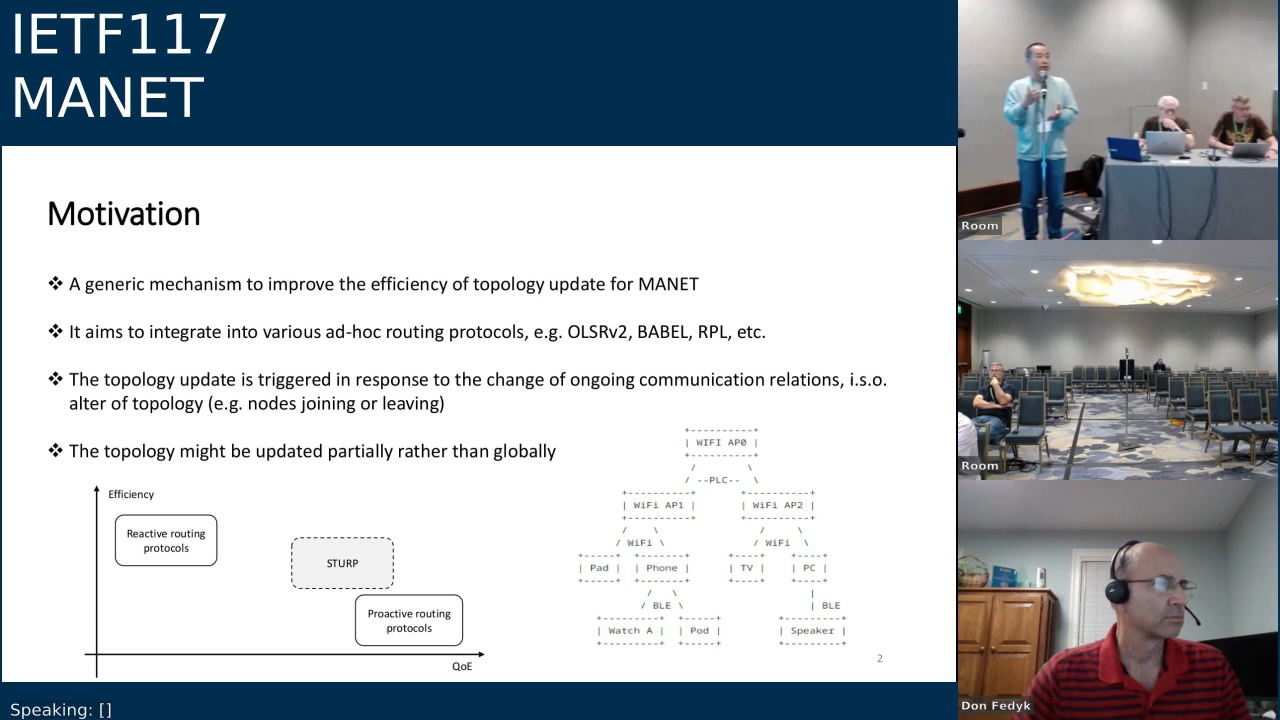 IETF117
MANET
Motivation
❖ A generic mechanism to improve the efficiency of topology update for MANET
❖ It aims to integrate into various ad-hoc routing protocols, e.g. OLSRv2, BABEL, RPL, etc.
❖ The topology update is triggered in response to the change of ongoing communication relations, i.s.o.
alter of topology (e.g. nodes joining or leaving)
❖ The topology might be updated partially rather than globally
Efficiency
Reactive routing
protocols
STURP
Proactive routing
protocols
QoE
+----------+
| WIFI AP0 |
+----------+
/ \
/ --PLC-- \
+----------+ +----------+
| WiFi AP1 | | WiFi AP2 |
+----------+ +----------+
/ \ / \
/ WiFi \ / WiFi \
+-----+ +-------+ +----+ +----+
| Pad | | Phone | | TV | | PC |
+-----+ +-------+ +----+ +----+
/ \ |
/ BLE \ | BLE
+---------+ +-----+ +---------+
| Watch A | | Pod | | Speaker |
+---------+ +-----+ +---------+
2
Room
Room
Don Fedyk
Speaking: []